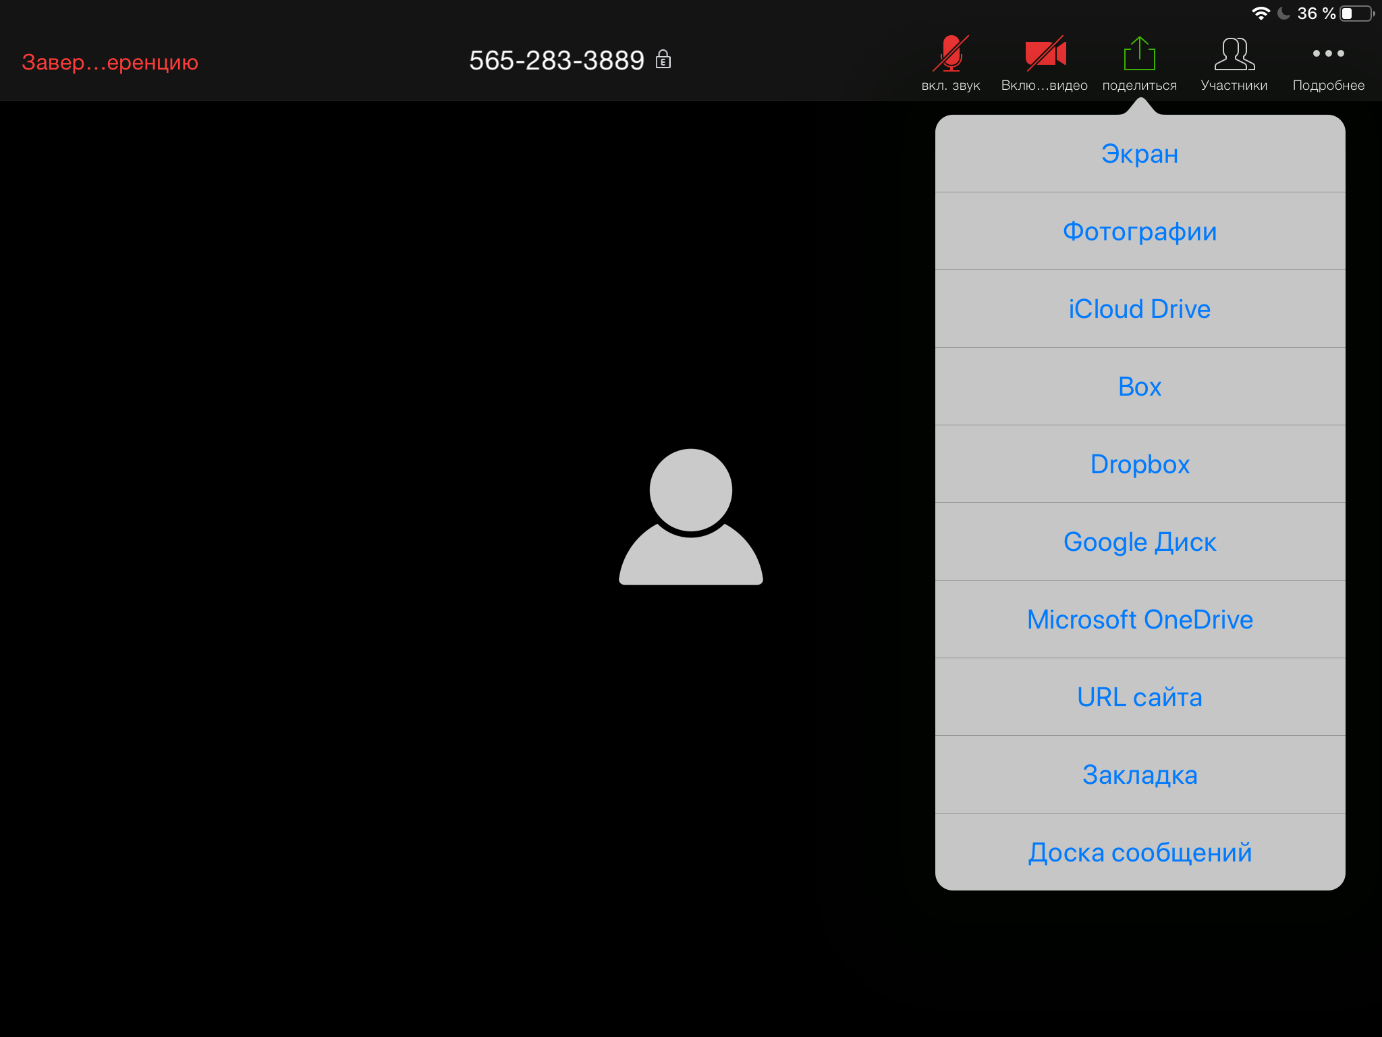 36 %
Завер...еренцию
565-283-3889
E
вкл. звук
Вклю...видео
поделиться
Участники
Подробнее
Экран
Фотографии
iCloud Drive
Box
Dropbox
Google Диск
Microsoft OneDrive
URL сайта
Закладка
Доска сообщений